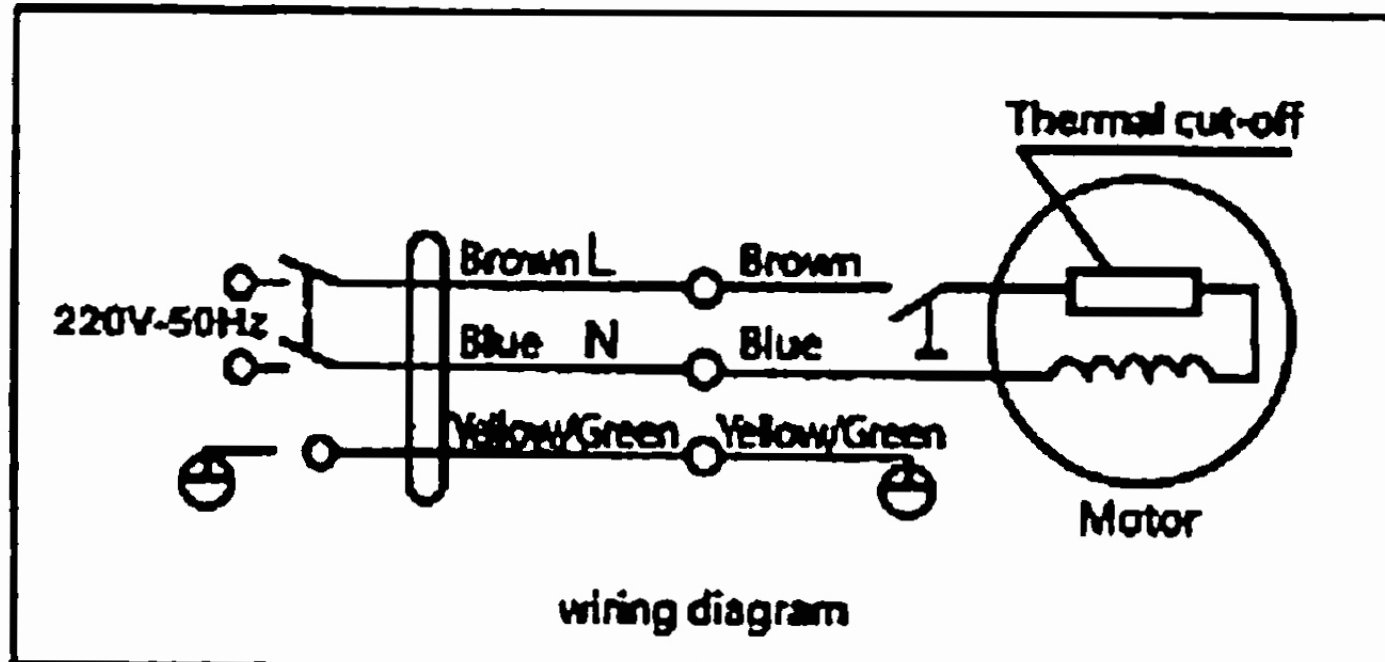 Thermal cut-off
Brown L Brown
220V-50Hz
Blue N Blue
Yellow/Green Yellow/Green
Motor
wiring diagram